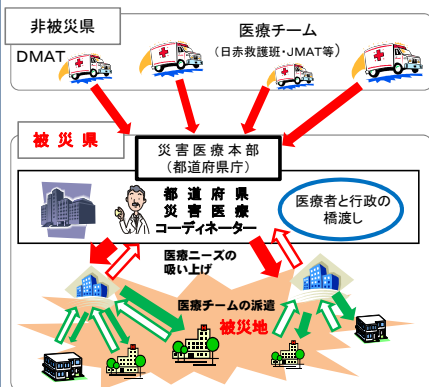 非被災県
DMAT
医療チーム
(日赤救護班・JMAT等)
被災県
災害医療本部
(都道府県庁)
都道府県
災害医療
コーディネーター
医療者と行政の
橋渡し
医療ニーズの
吸い上げ
医療チームの派遣
被災地